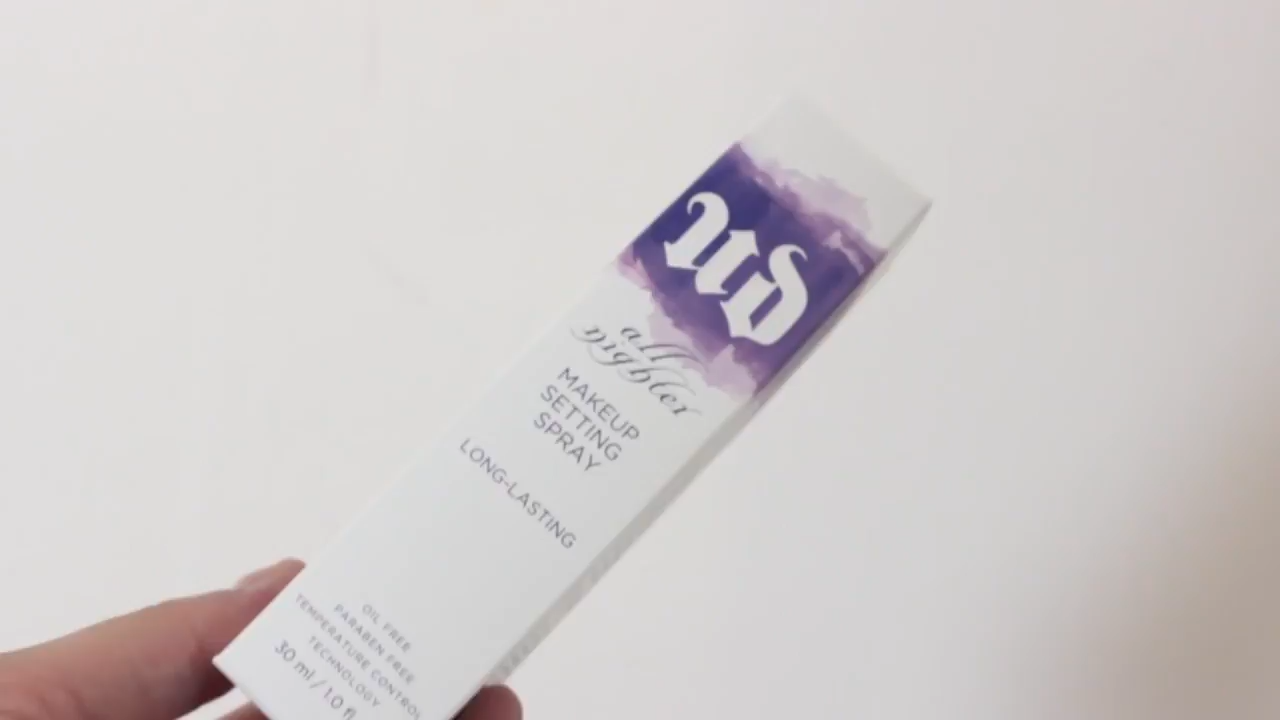 UD
all
nighter
MAKEUP
SETTING
SPRAY
LONG-LASTING
OIL FREE
PARABEN FREE
TEMPERATURE CONTROL
TECHNOLOGY
30 ml / 1.0 fl